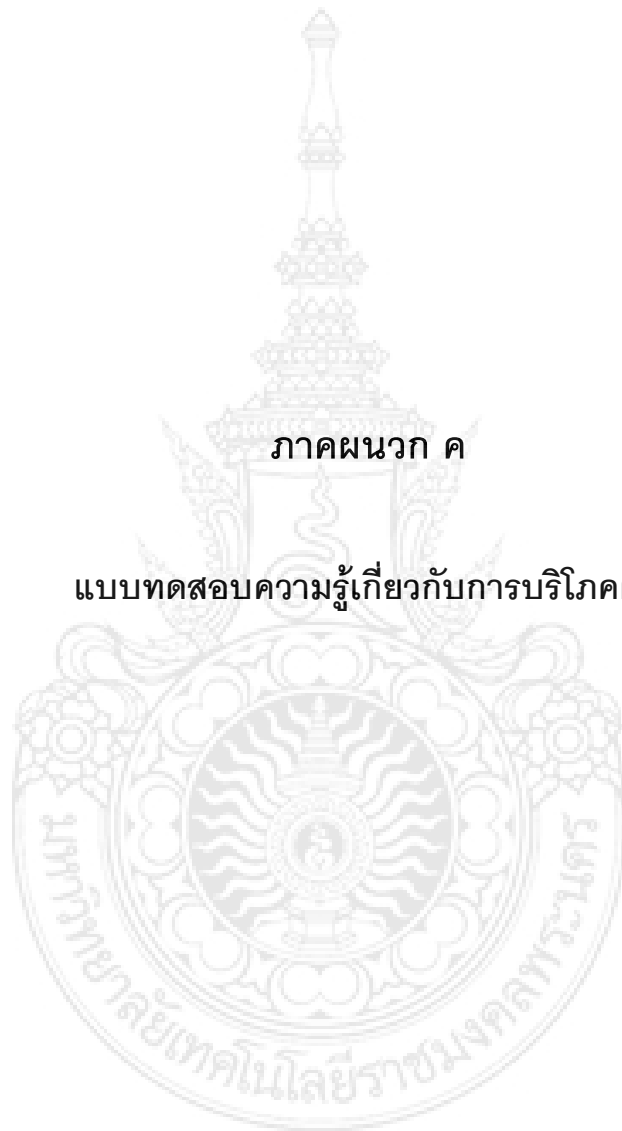 ภาคผนวก ค
แบบทดสอบความรู้เกี่ยวกับการบริโภค
มหาวิทยาลัยเทคโนโลยีราชมงคลพระนคร